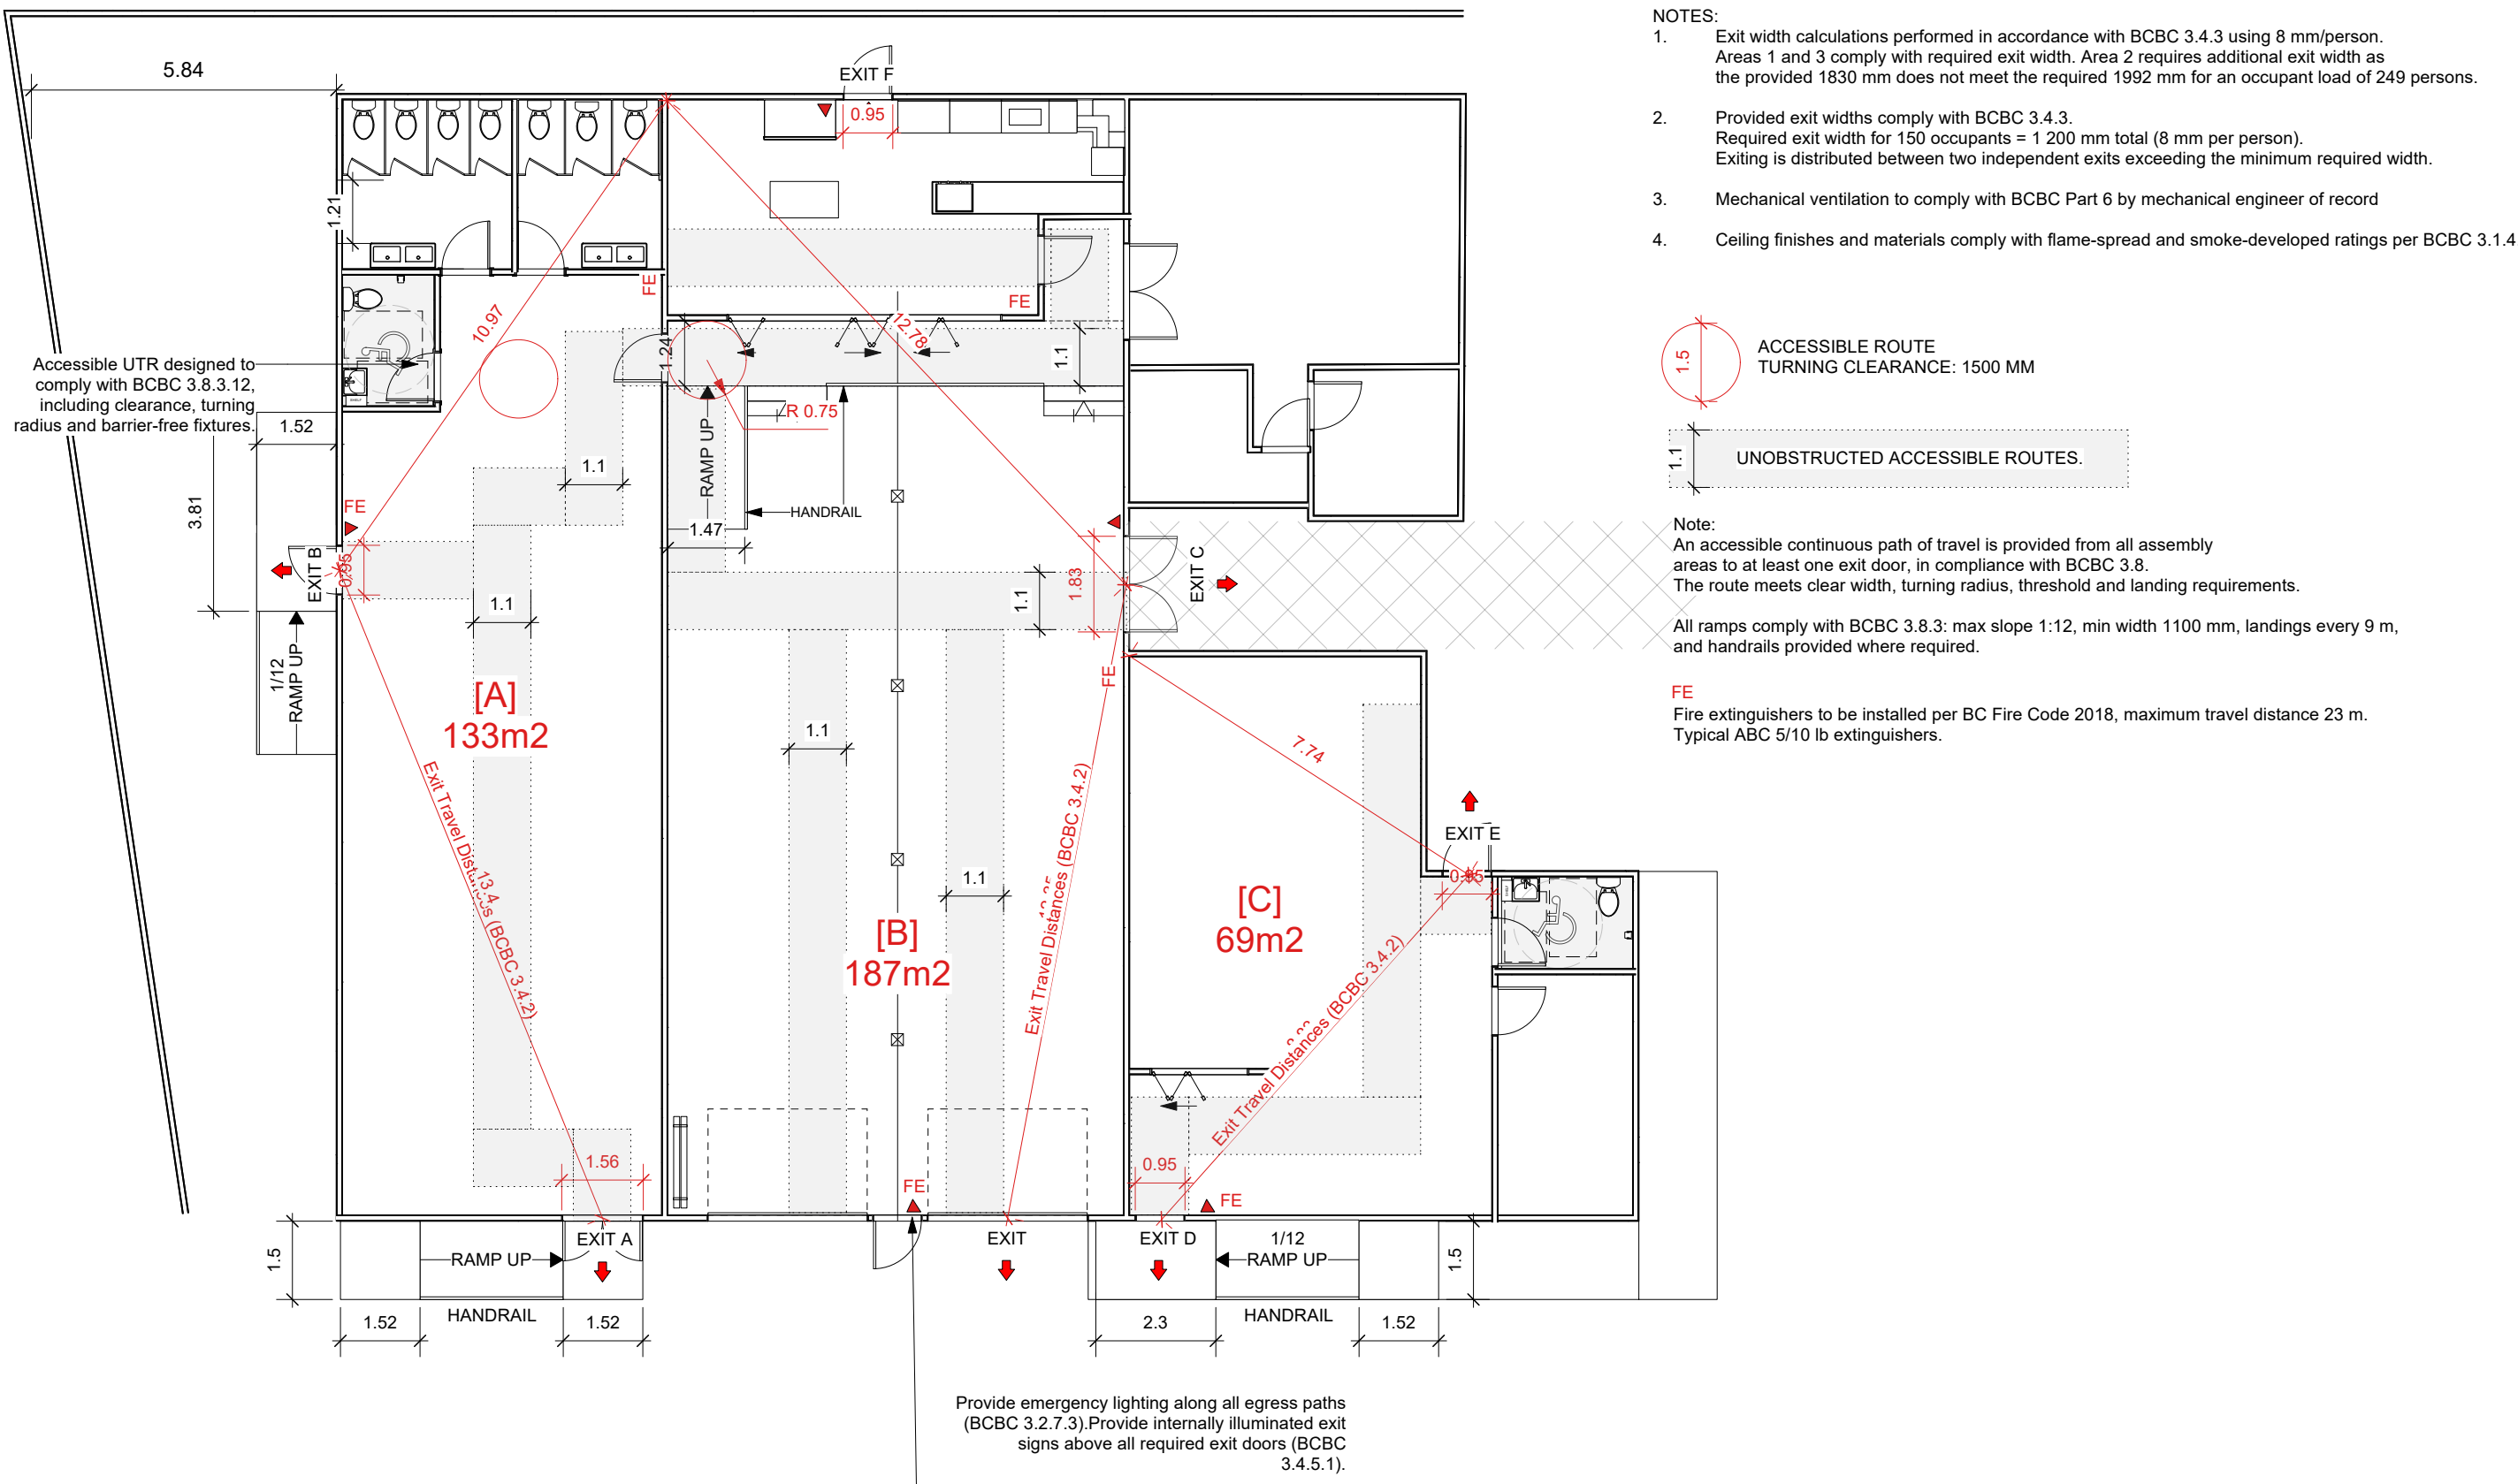 NOTES:
1. Exit width calculations performed in accordance with BCBC 3.4.3 using 8 mm/person.
Areas 1 and 3 comply with required exit width. Area 2 requires additional exit width as
the provided 1830 mm does not meet the required 1992 mm for an occupant load of 249 persons.
2. Provided exit widths comply with BCBC 3.4.3.
Required exit width for 150 occupants = 1 200 mm total (8 mm per person).
Exiting is distributed between two independent exits exceeding the minimum required width.
3. Mechanical ventilation to comply with BCBC Part 6 by mechanical engineer of record
4. Ceiling finishes and materials comply with flame-spread and smoke-developed ratings per BCBC 3.1.4
1.5
ACCESSIBLE ROUTE
TURNING CLEARANCE: 1500 MM
1.1
UNOBSTRUCTED ACCESSIBLE ROUTES.
Note:
An accessible continuous path of travel is provided from all assembly
areas to at least one exit door, in compliance with BCBC 3.8.
The route meets clear width, turning radius, threshold and landing requirements.
All ramps comply with BCBC 3.8.3: max slope 1:12, min width 1100 mm, landings every 9 m,
and handrails provided where required.
FE
Fire extinguishers to be installed per BC Fire Code 2018, maximum travel distance 23 m.
Typical ABC 5/10 lb extinguishers.
5.84
EXIT F
0.95
1.21
FE
FE
10.97
12.78
1.24
1.1
Accessible UTR designed to
comply with BCBC 3.8.3.12,
including clearance, turning
radius and barrier-free fixtures.
1.52
R 0.75
RAMP UP
1.1
3.81
FE
HANDRAIL
1.47
EXIT B
0.95
1.83
EXIT C
1.1
1.1
1/12
RAMP UP
FE
[A]
133m2
1.1
7.74
Exit Travel Distances (BCBC 3.4.2)
13.4
Exit Travel Distances (BCBC 3.4.2)
EXIT E
0.95
1.1
[B]
187m2
[C]
69m2
Exit Travel Distances (BCBC 3.4.2)
1.56
FE
0.95
FE
EXIT A
EXIT
EXIT D
1.5
RAMP UP
1/12
RAMP UP
1.5
HANDRAIL
HANDRAIL
1.52
1.52
2.3
1.52
Provide emergency lighting along all egress paths
(BCBC 3.2.7.3).Provide internally illuminated exit
signs above all required exit doors (BCBC
3.4.5.1).